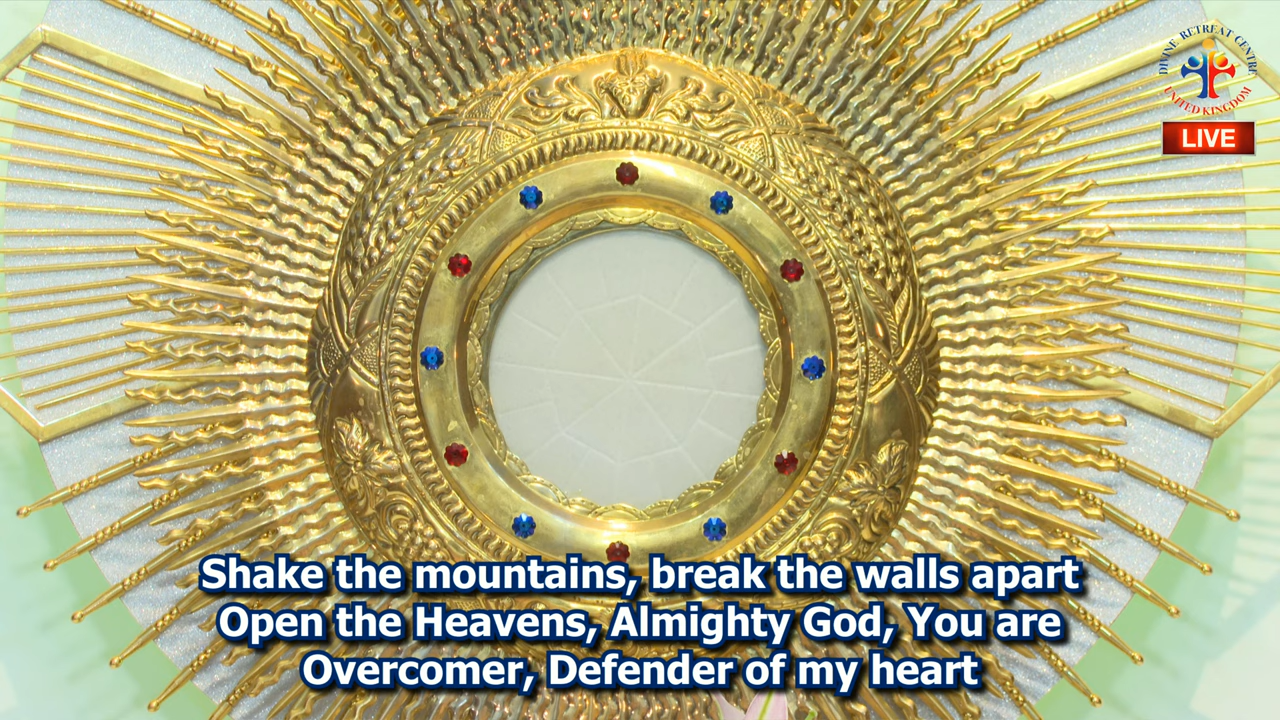 DIVINE RETREAT CENTRE
UNITED KINGDOM
LIVE
Shake the mountains, break the walls apart
Open the Heavens, Almighty God, You are
Overcomer, Defender of my heart